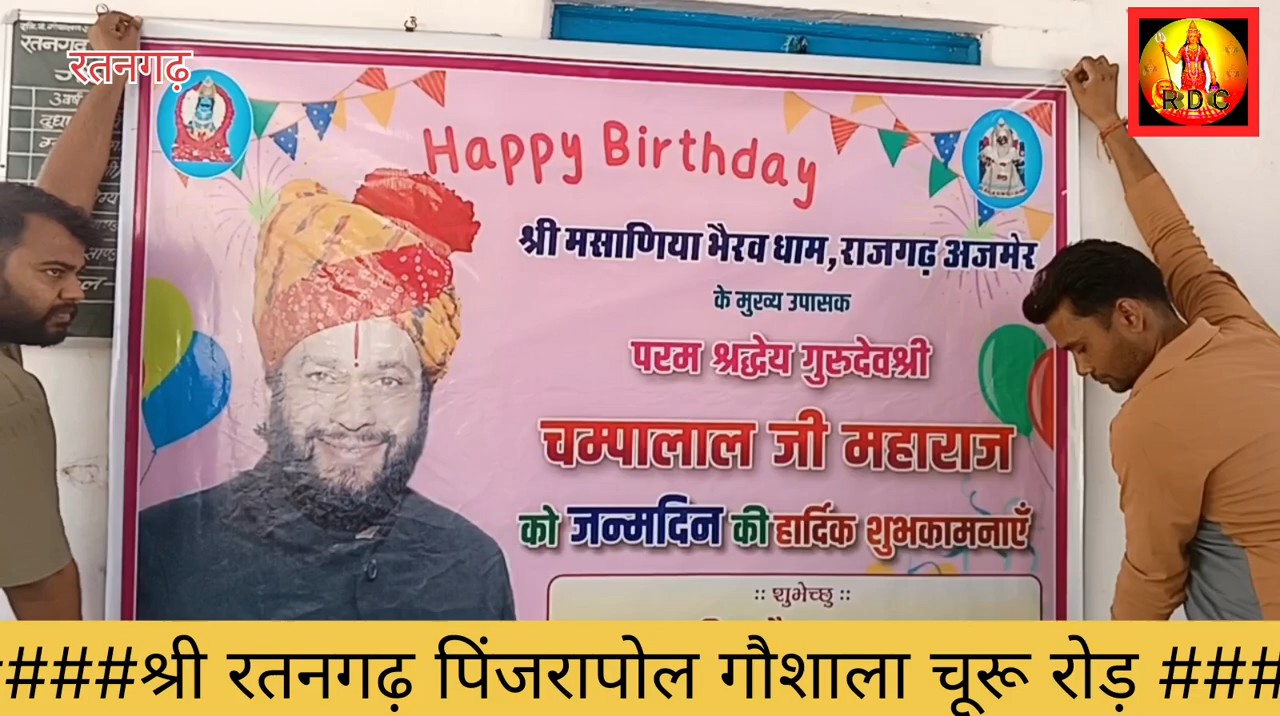 रतनगढ़
R D C
Happy Birthday
श्री मसाणिया भैरव धाम, राजगढ़ अजमेर
के मुख्य उपासक
परम श्रद्धेय गुरुदेवश्री
चम्पालाल जी महाराज
को जन्मदिन की हार्दिक शुभकामनाएँ
:: शुभेच्छु ::
####श्री रतनगढ़ पिंजरापोल गौशाला चूरू रोड़ ###